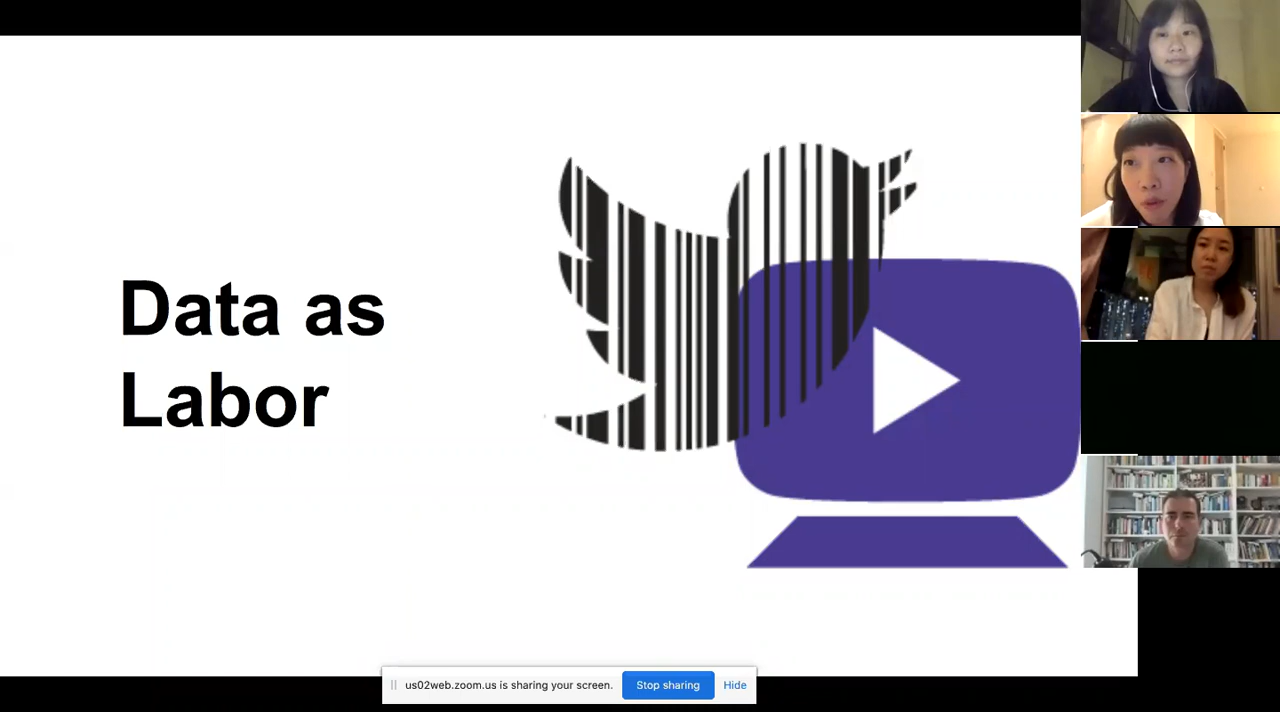 Data as
Labor
us02web.zoom.us is sharing your screen.
Stop sharing
Hide